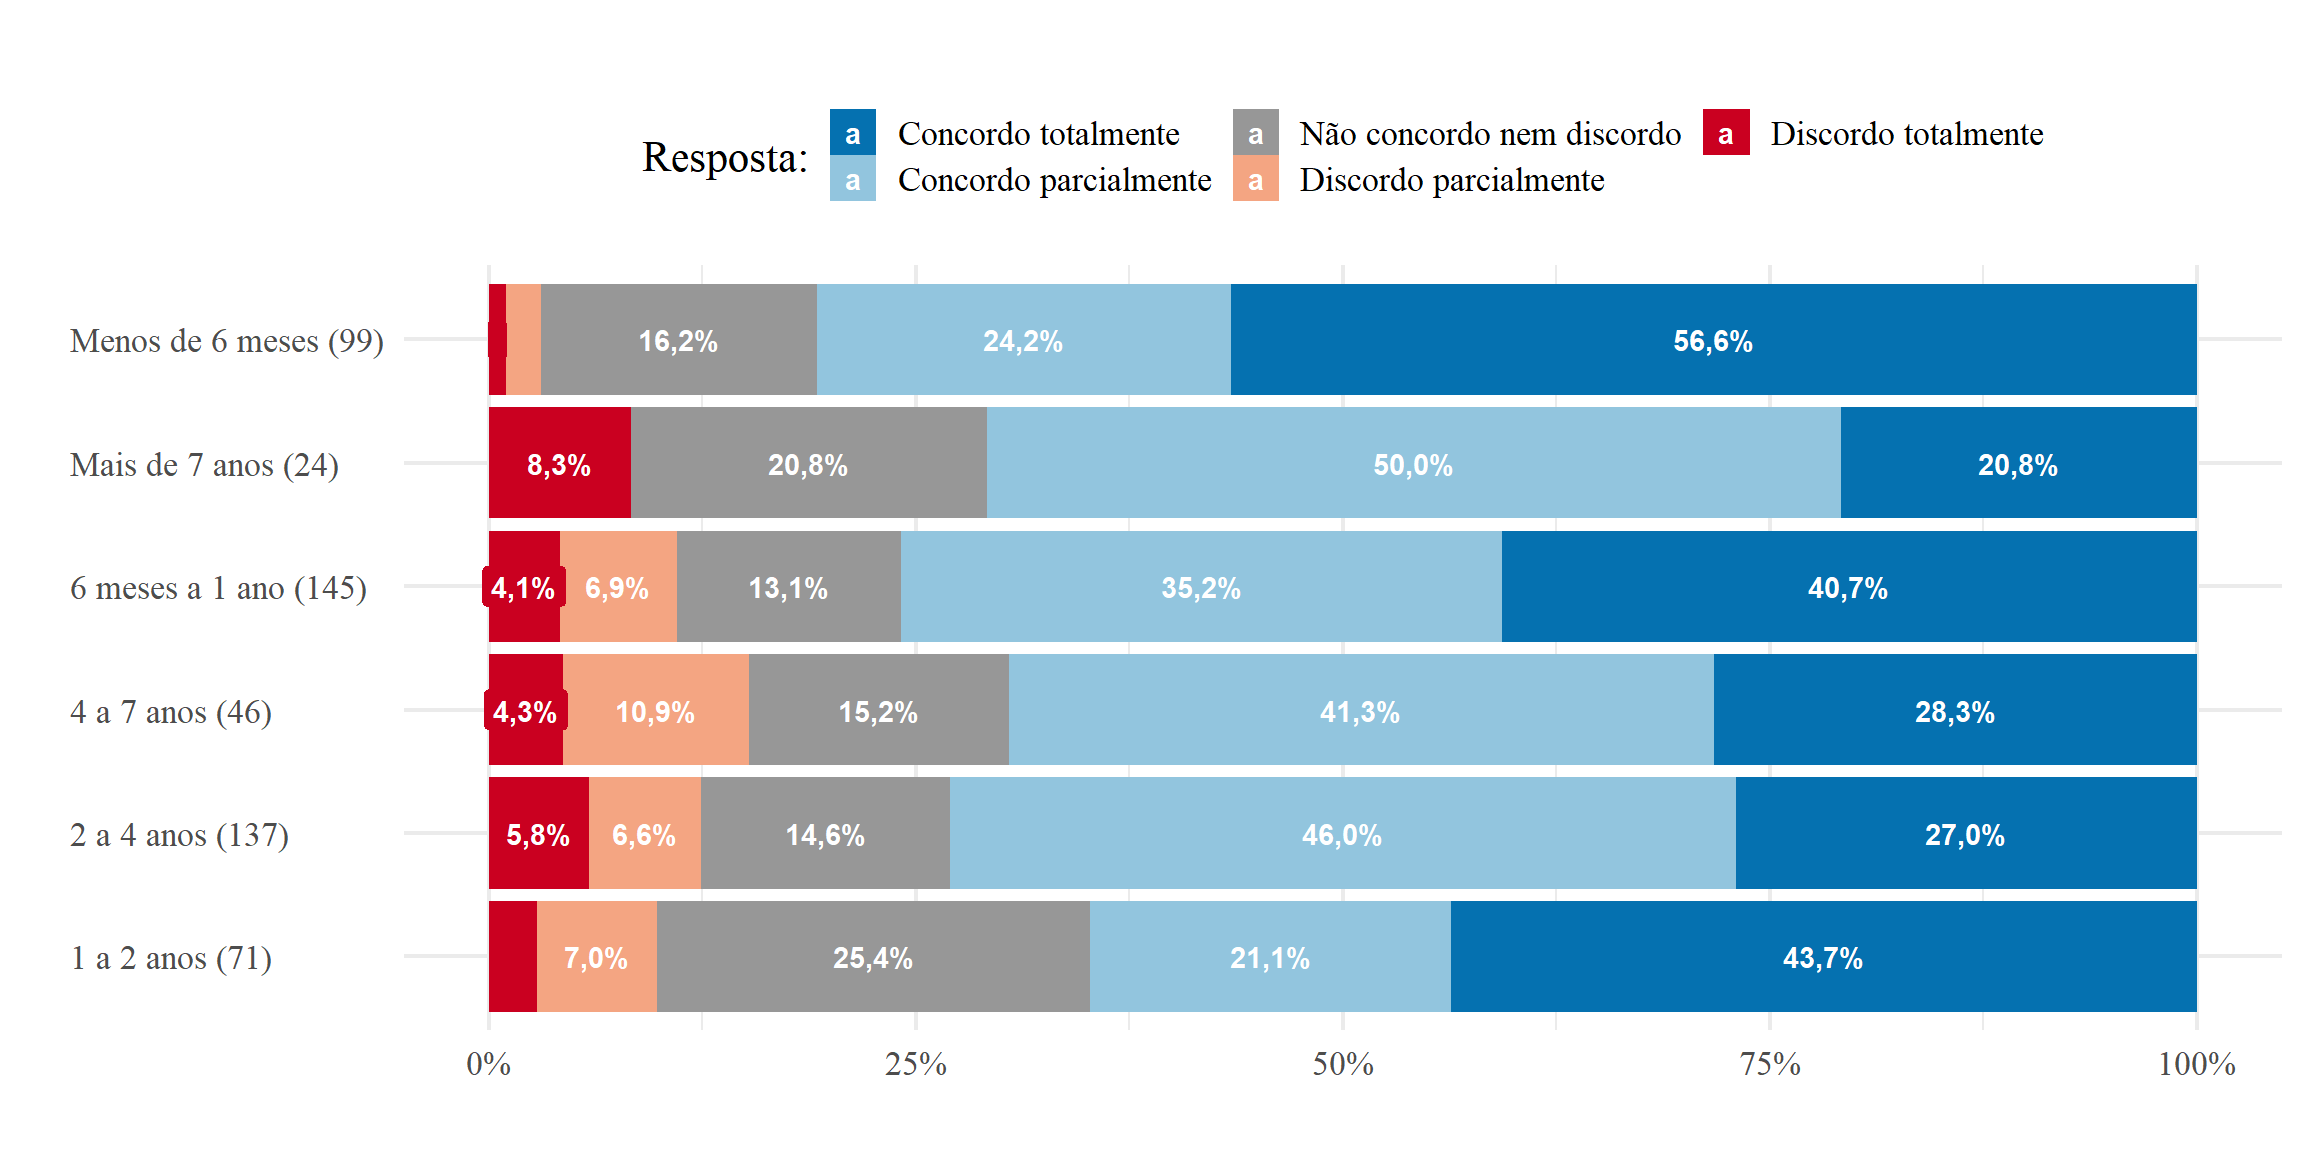 Resposta:
a Concordo totalmente a Não concordo nem discordo a Discordo totalmente
a Concordo parcialmente a Discordo parcialmente
Menos de 6 meses (99) 16,2% 24,2% 56,6%
Mais de 7 anos (24) 8,3% 20,8% 50,0% 20,8%
6 meses a 1 ano (145) 4,1% 6,9% 13,1% 35,2% 40,7%
4 a 7 anos (46) 4,3% 10,9% 15,2% 41,3% 28,3%
2 a 4 anos (137) 5,8% 6,6% 14,6% 46,0% 27,0%
1 a 2 anos (71) 7,0% 25,4% 21,1% 43,7%
0% 25% 50% 75% 100%